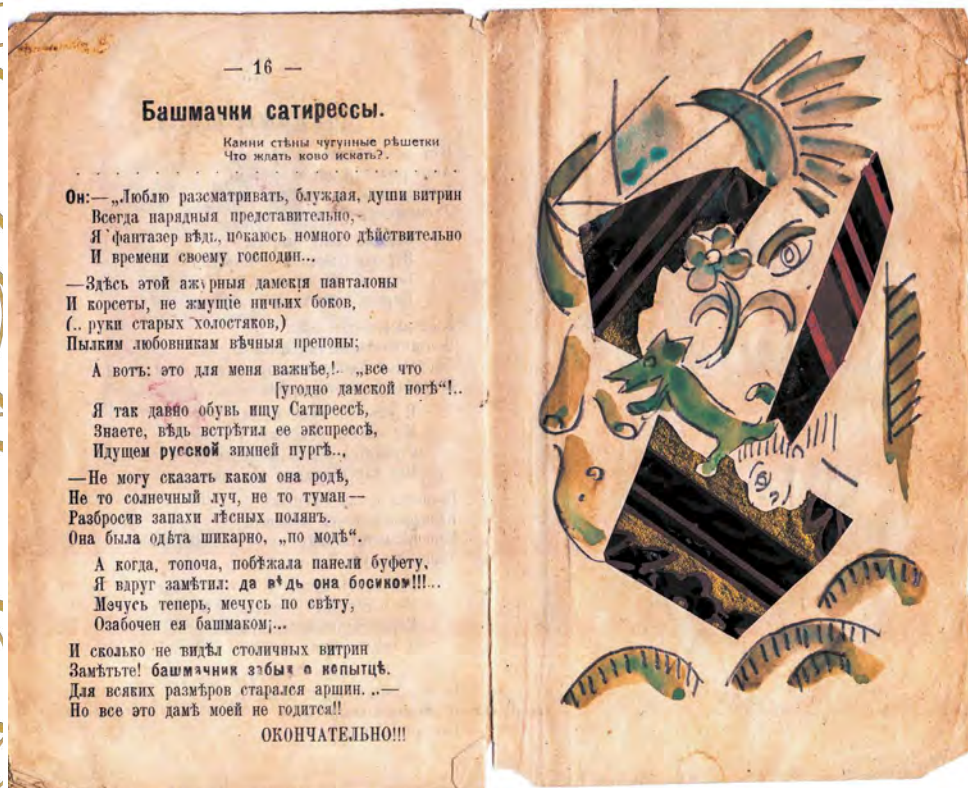 — 16 —
Башмачки сатирессы.
Камни стѣны чугунные рѣшетки
Что ждать ково искать?.
. . . . . . . . . . . . . . . . . . . . . . . .
Он:—„Люблю разсматривать, блуждая, души витрин
Всегда нарядныя представительно,-
Я фантазер вѣдь, покаюсь номного дѣйствительно
И времени своему господин...
—Здѣсь этой ажурныя дамскія панталоны
И корсеты, не жмущіе ничьих боков,
(.. руки старых холостяков,)
Пылким любовникам вѣчныя препоны;
А вотъ: это для меня важнѣе,!.. „все что
[угодно дамской ногѣ“!..
Я так давно обувь ищу Сатирессѣ,
Знаете, вѣдь встрѣтил ее экспрессѣ,
Идущем русской зимней пургѣ...
—Не могу сказать каком она родѣ,
Не то солнечный луч, не то туман—
Разбросив запахи лѣсных полянъ.
Она была одѣта шикарно, „по модѣ“.
А когда, топоча, побѣжала панели буфету,
Я вдруг замѣтил: да вѣдь она босиком!!!...
Мечусь теперь, мечусь по свѣту,
Озабочен ея башмаком;...
И сколько не видѣл столичных витрин
Замѣтьте! башмачник забыл о копытцѣ.
Для всяких размѣров старался аршин. ..—
Но все это дамѣ моей не годится!!
ОКОНЧАТЕЛЬНО!!!